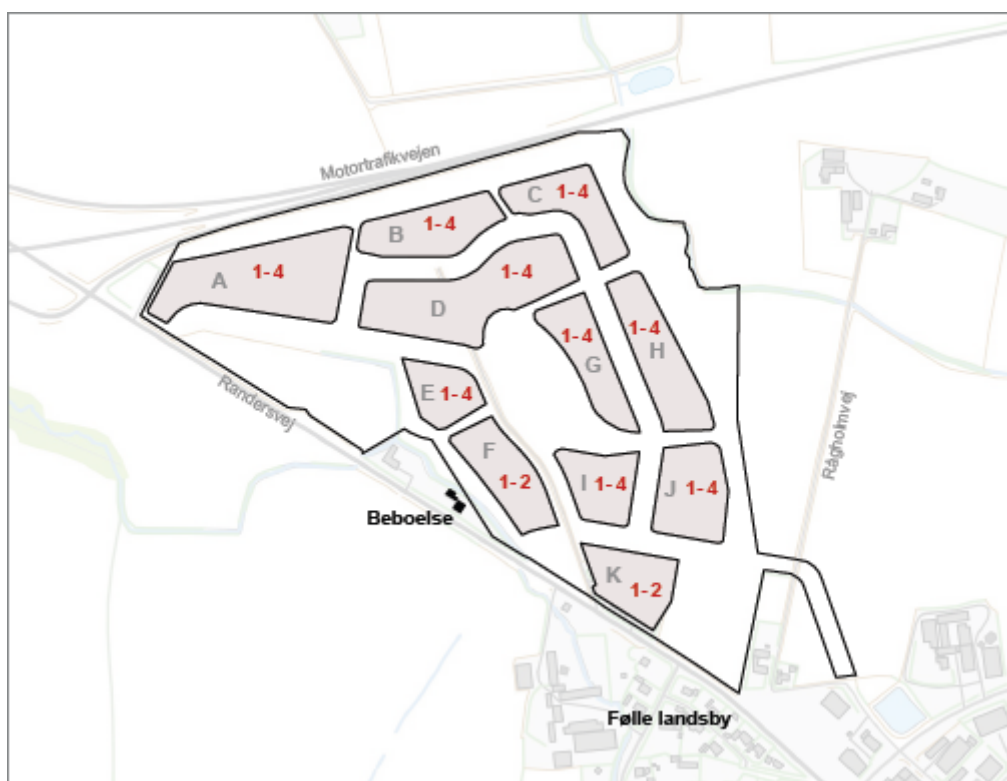 Motortrafikvejen
C 1-4
B 1-4
A 1-4
D 1-4
G 1-4
H 1-4
E 1-4
Randersvej
Rågholmvej
F 1-2
I 1-4
J 1-4
Beboelse
K 1-2
Følle landsby